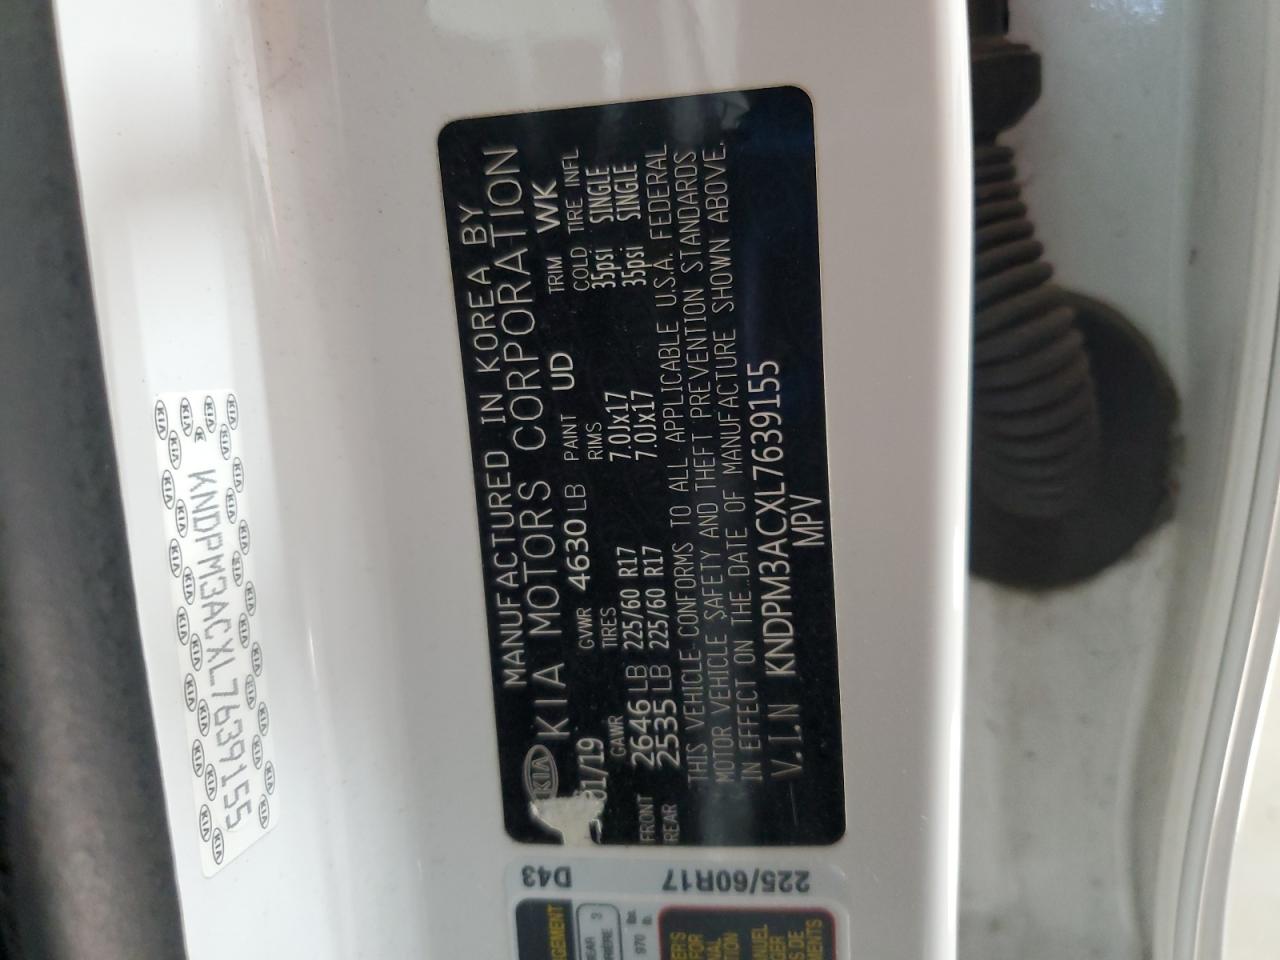 KNDPM3ACXL7639155
KIA
MANUFACTURED IN KOREA BY
KIA MOTORS CORPORATION
01/19 GVWR 4630 LB PAINT UD TRIM WK
GAWR TIRES RIMS COLD TIRE INFL
FRONT 2646 LB 225/60 R17 7.0Jx17 35psi SINGLE
REAR 2535 LB 225/60 R17 7.0Jx17 35psi SINGLE
THIS VEHICLE CONFORMS TO ALL APPLICABLE U.S.A. FEDERAL
MOTOR VEHICLE SAFETY AND THEFT PREVENTION STANDARDS
IN EFFECT ON THE DATE OF MANUFACTURE SHOWN ABOVE.
V.I.N KNDPM3ACXL7639155
MPV
D43
225/60R17